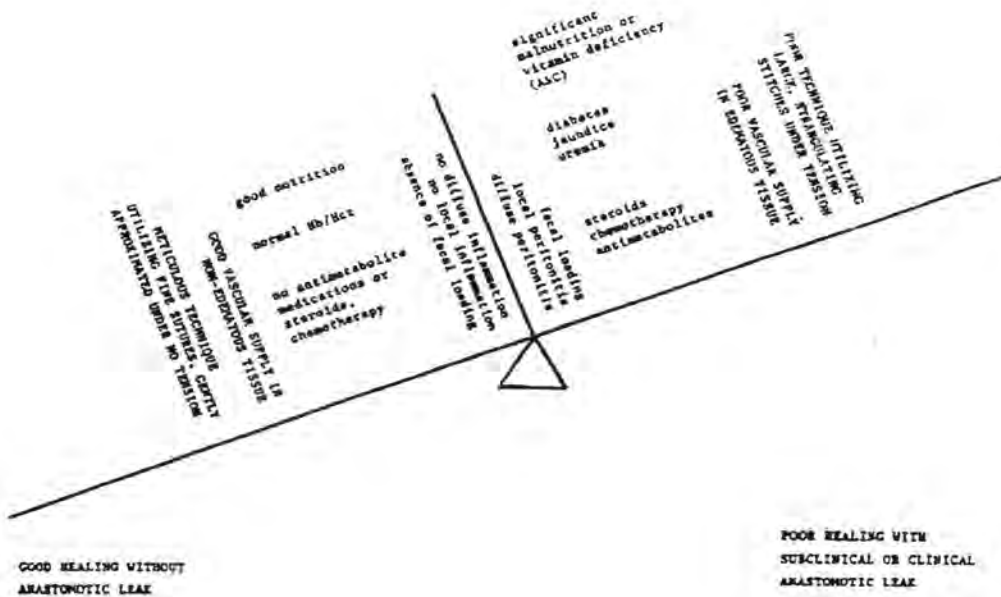 METICULOUS TECHNIQUE
UTILIZING FINE SUTURES, GENTLY
APPROXIMATED UNDER NO TENSION
GOOD VASCULAR SUPPLY IN
NON-EDEMATOUS TISSUE
good nutrition
normal Hb/Hct
no antimetabolite
medications or
steroids,
chemotherapy
no diffuse inflammation
no local inflammation
absence of fecal loading
significant
malnutrition or
vitamin deficiency
(A&C)
diabetes
jaundice
uremia
fecal loading
local peritonitis
diffuse peritonitis
steroids
chemotherapy
antimatabolites
POOR TECHNIQUE UTILIZING
LARGE, STRANGULATING
STITCHES UNDER TENSION
POOR VASCULAR SUPPLY
IN EDEMATOUS TISSUE
GOOD HEALING WITHOUT
ANASTOMOTIC LEAK
POOR HEALING WITH
SUBCLINICAL OR CLINICAL
ANASTOMOTIC LEAK